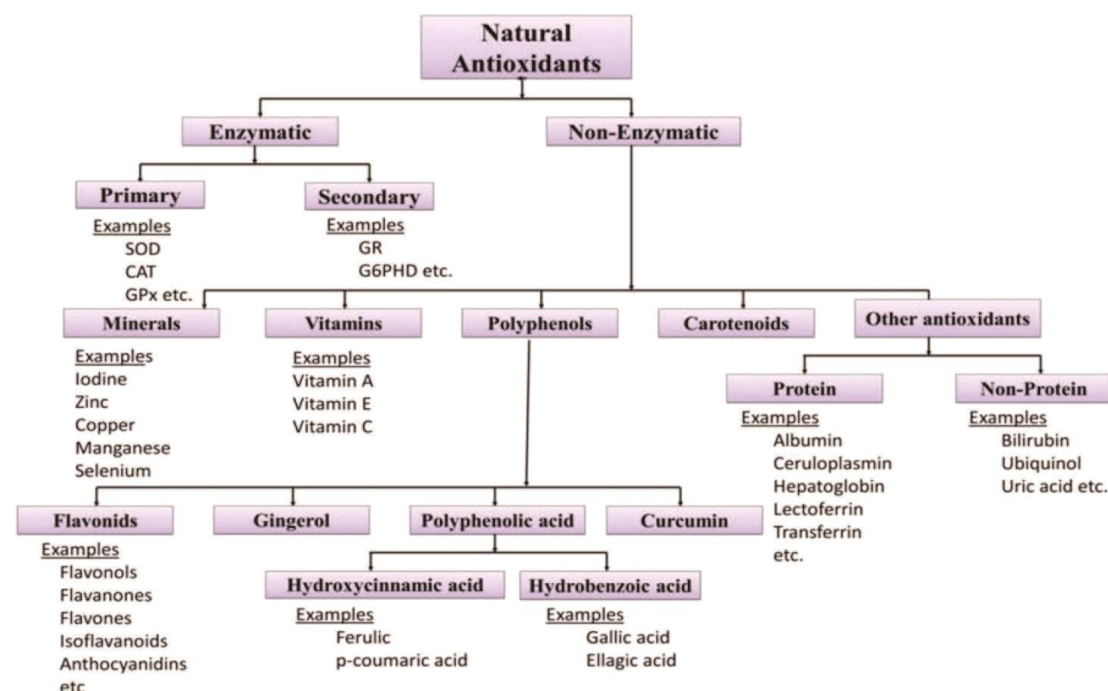 Natural
Antioxidants
Enzymatic
Non-Enzymatic
Primary
Examples
SOD
CAT
GPx etc.
Secondary
Examples
GR
G6PHD etc.
Minerals
Examples
Iodine
Zinc
Copper
Manganese
Selenium
Vitamins
Examples
Vitamin A
Vitamin E
Vitamin C
Polyphenols
Carotenoids
Other antioxidants
Protein
Examples
Albumin
Ceruloplasmin
Hepatoglobin
Lectoferrin
Transferrin
etc.
Non-Protein
Examples
Bilirubin
Ubiquinol
Uric acid etc.
Flavonids
Examples
Flavonols
Flavanones
Flavones
Isoflavanoids
Anthocyanidins
etc
Gingerol
Polyphenolic acid
Curcumin
Hydroxycinnamic acid
Examples
Ferulic
p-coumaric acid
Hydrobenzoic acid
Examples
Gallic acid
Ellagic acid